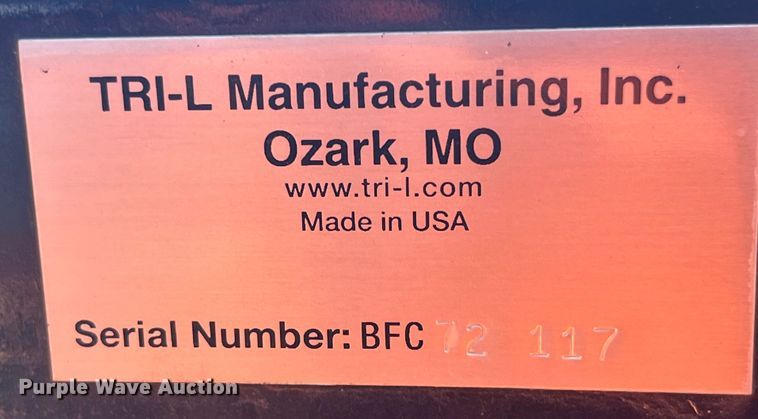 TRI-L Manufacturing, Inc.
Ozark, MO
www.tri-l.com
Made in USA
Serial Number: BFC 72 117
Purple Wave Auction